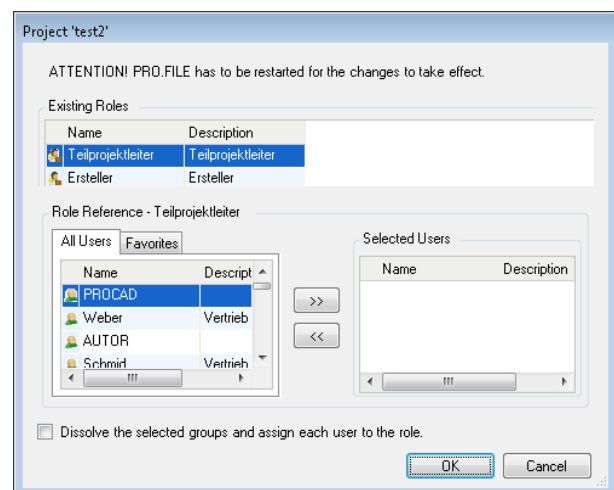 Project 'test2'
ATTENTION! PRO.FILE has to be restarted for the changes to take effect.
Existing Roles
Name Description
Teilprojektleiter Teilprojektleiter
Ersteller Ersteller
Role Reference - Teilprojektleiter
All Users Favorites
Name Descript
PROCAD
Weber Vertrieb
AUTOR
Schmid Vertrieb
>>
<<
Selected Users
Name Description
Dissolve the selected groups and assign each user to the role.
OK Cancel